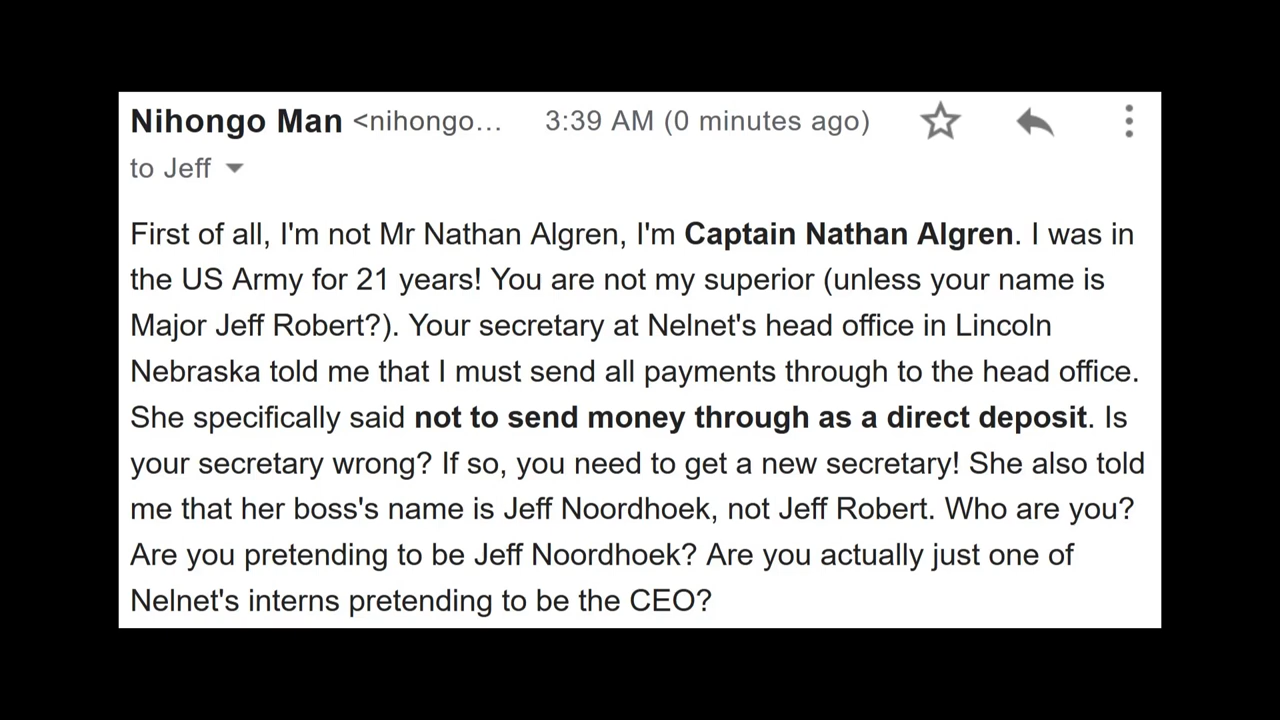 Nihongo Man <nihongo... 3:39 AM (0 minutes ago)
to Jeff
First of all, I'm not Mr Nathan Algren, I'm Captain Nathan Algren. I was in
the US Army for 21 years! You are not my superior (unless your name is
Major Jeff Robert?). Your secretary at Nelnet's head office in Lincoln
Nebraska told me that I must send all payments through to the head office.
She specifically said not to send money through as a direct deposit. Is
your secretary wrong? If so, you need to get a new secretary! She also told
me that her boss's name is Jeff Noordhoek, not Jeff Robert. Who are you?
Are you pretending to be Jeff Noordhoek? Are you actually just one of
Nelnet's interns pretending to be the CEO?